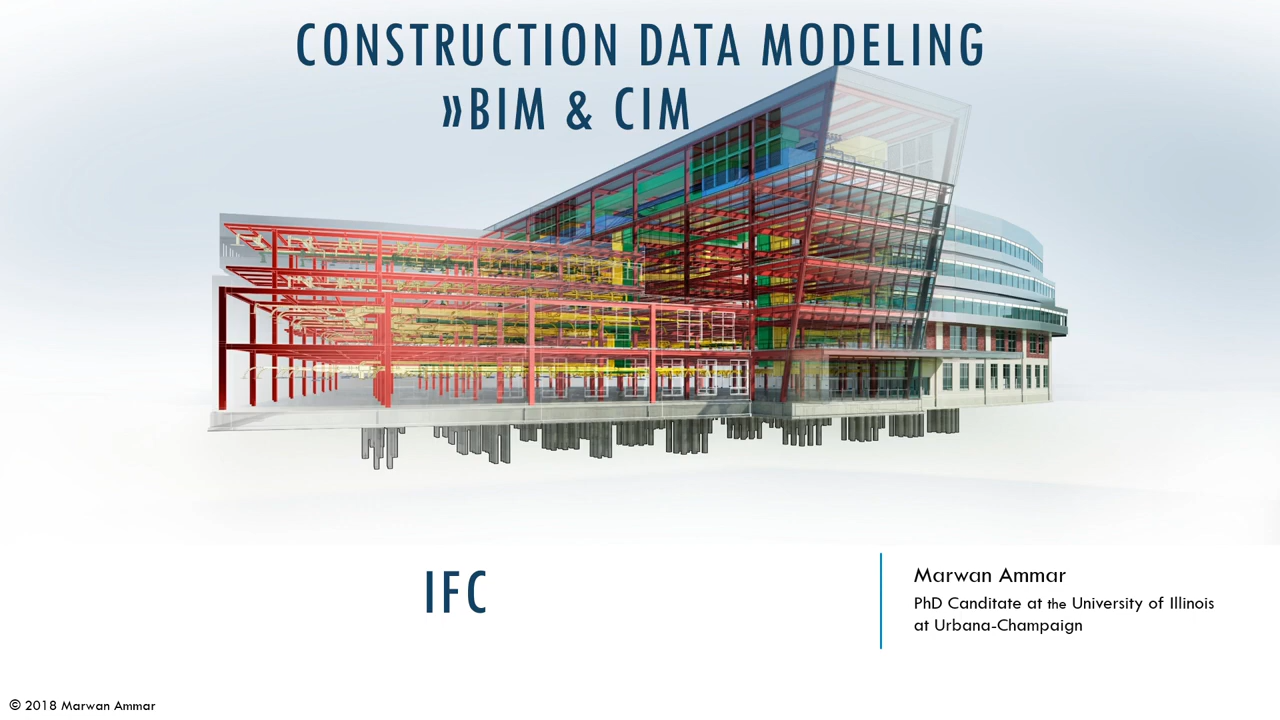 CONSTRUCTION DATA MODELING
»BIM & CIM
IFC
Marwan Ammar
PhD Canditate at the University of Illinois
at Urbana-Champaign
© 2018 Marwan Ammar